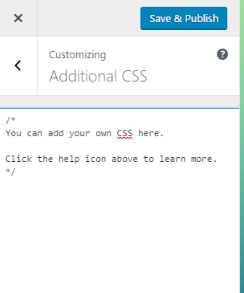 Save & Publish
Customizing
Additional CSS
/*
You can add your own CSS here.
Click the help icon above to learn more.
*/